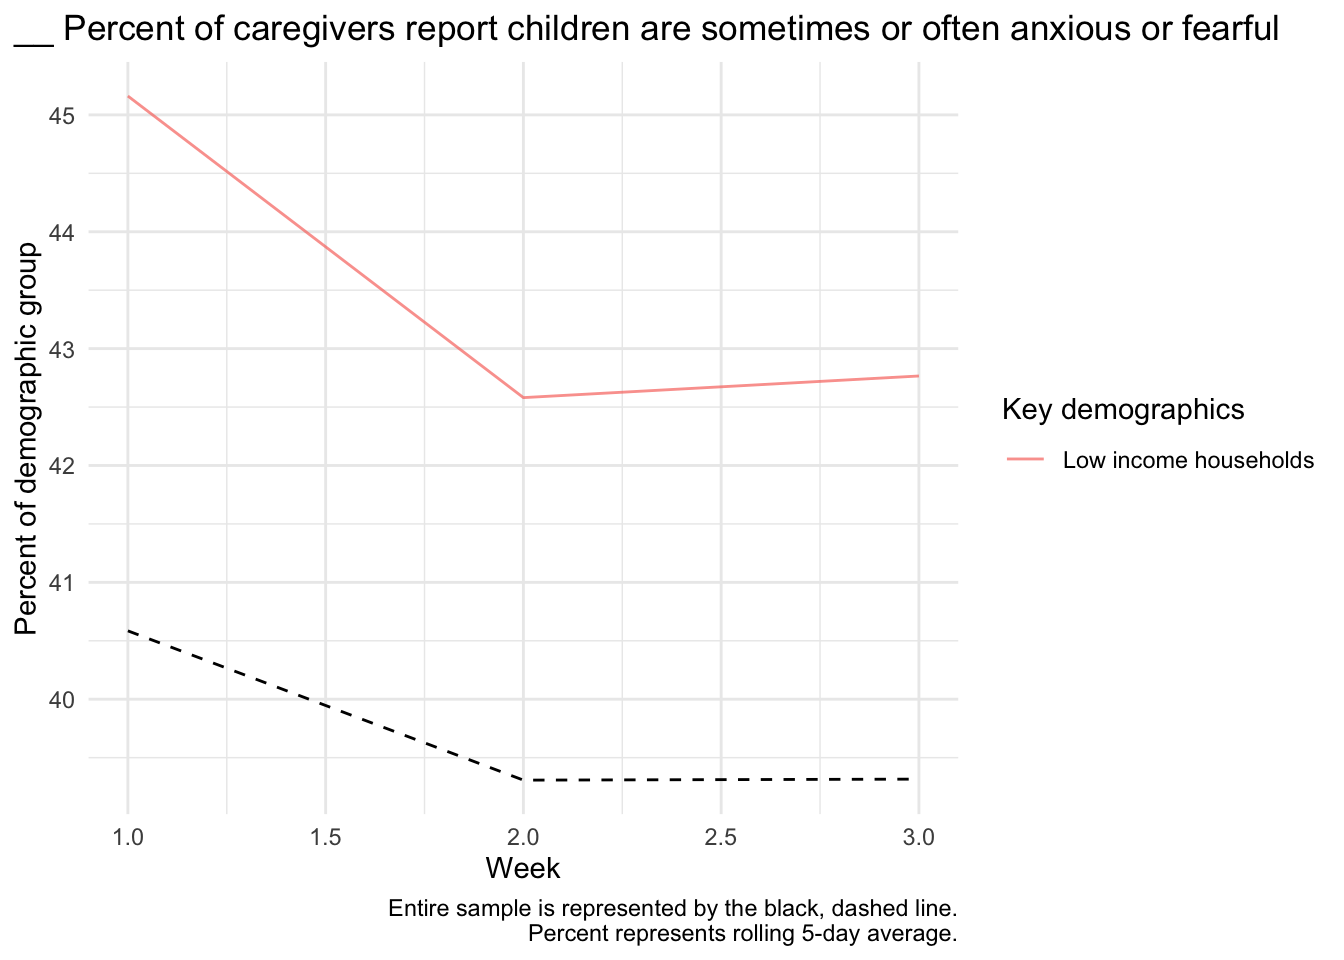 __ Percent of caregivers report children are sometimes or often anxious or fearful
Percent of demographic group
45
44
43
42
41
40
1.0 1.5 2.0 2.5 3.0
Week
Key demographics
Low income households
Entire sample is represented by the black, dashed line.
Percent represents rolling 5-day average.